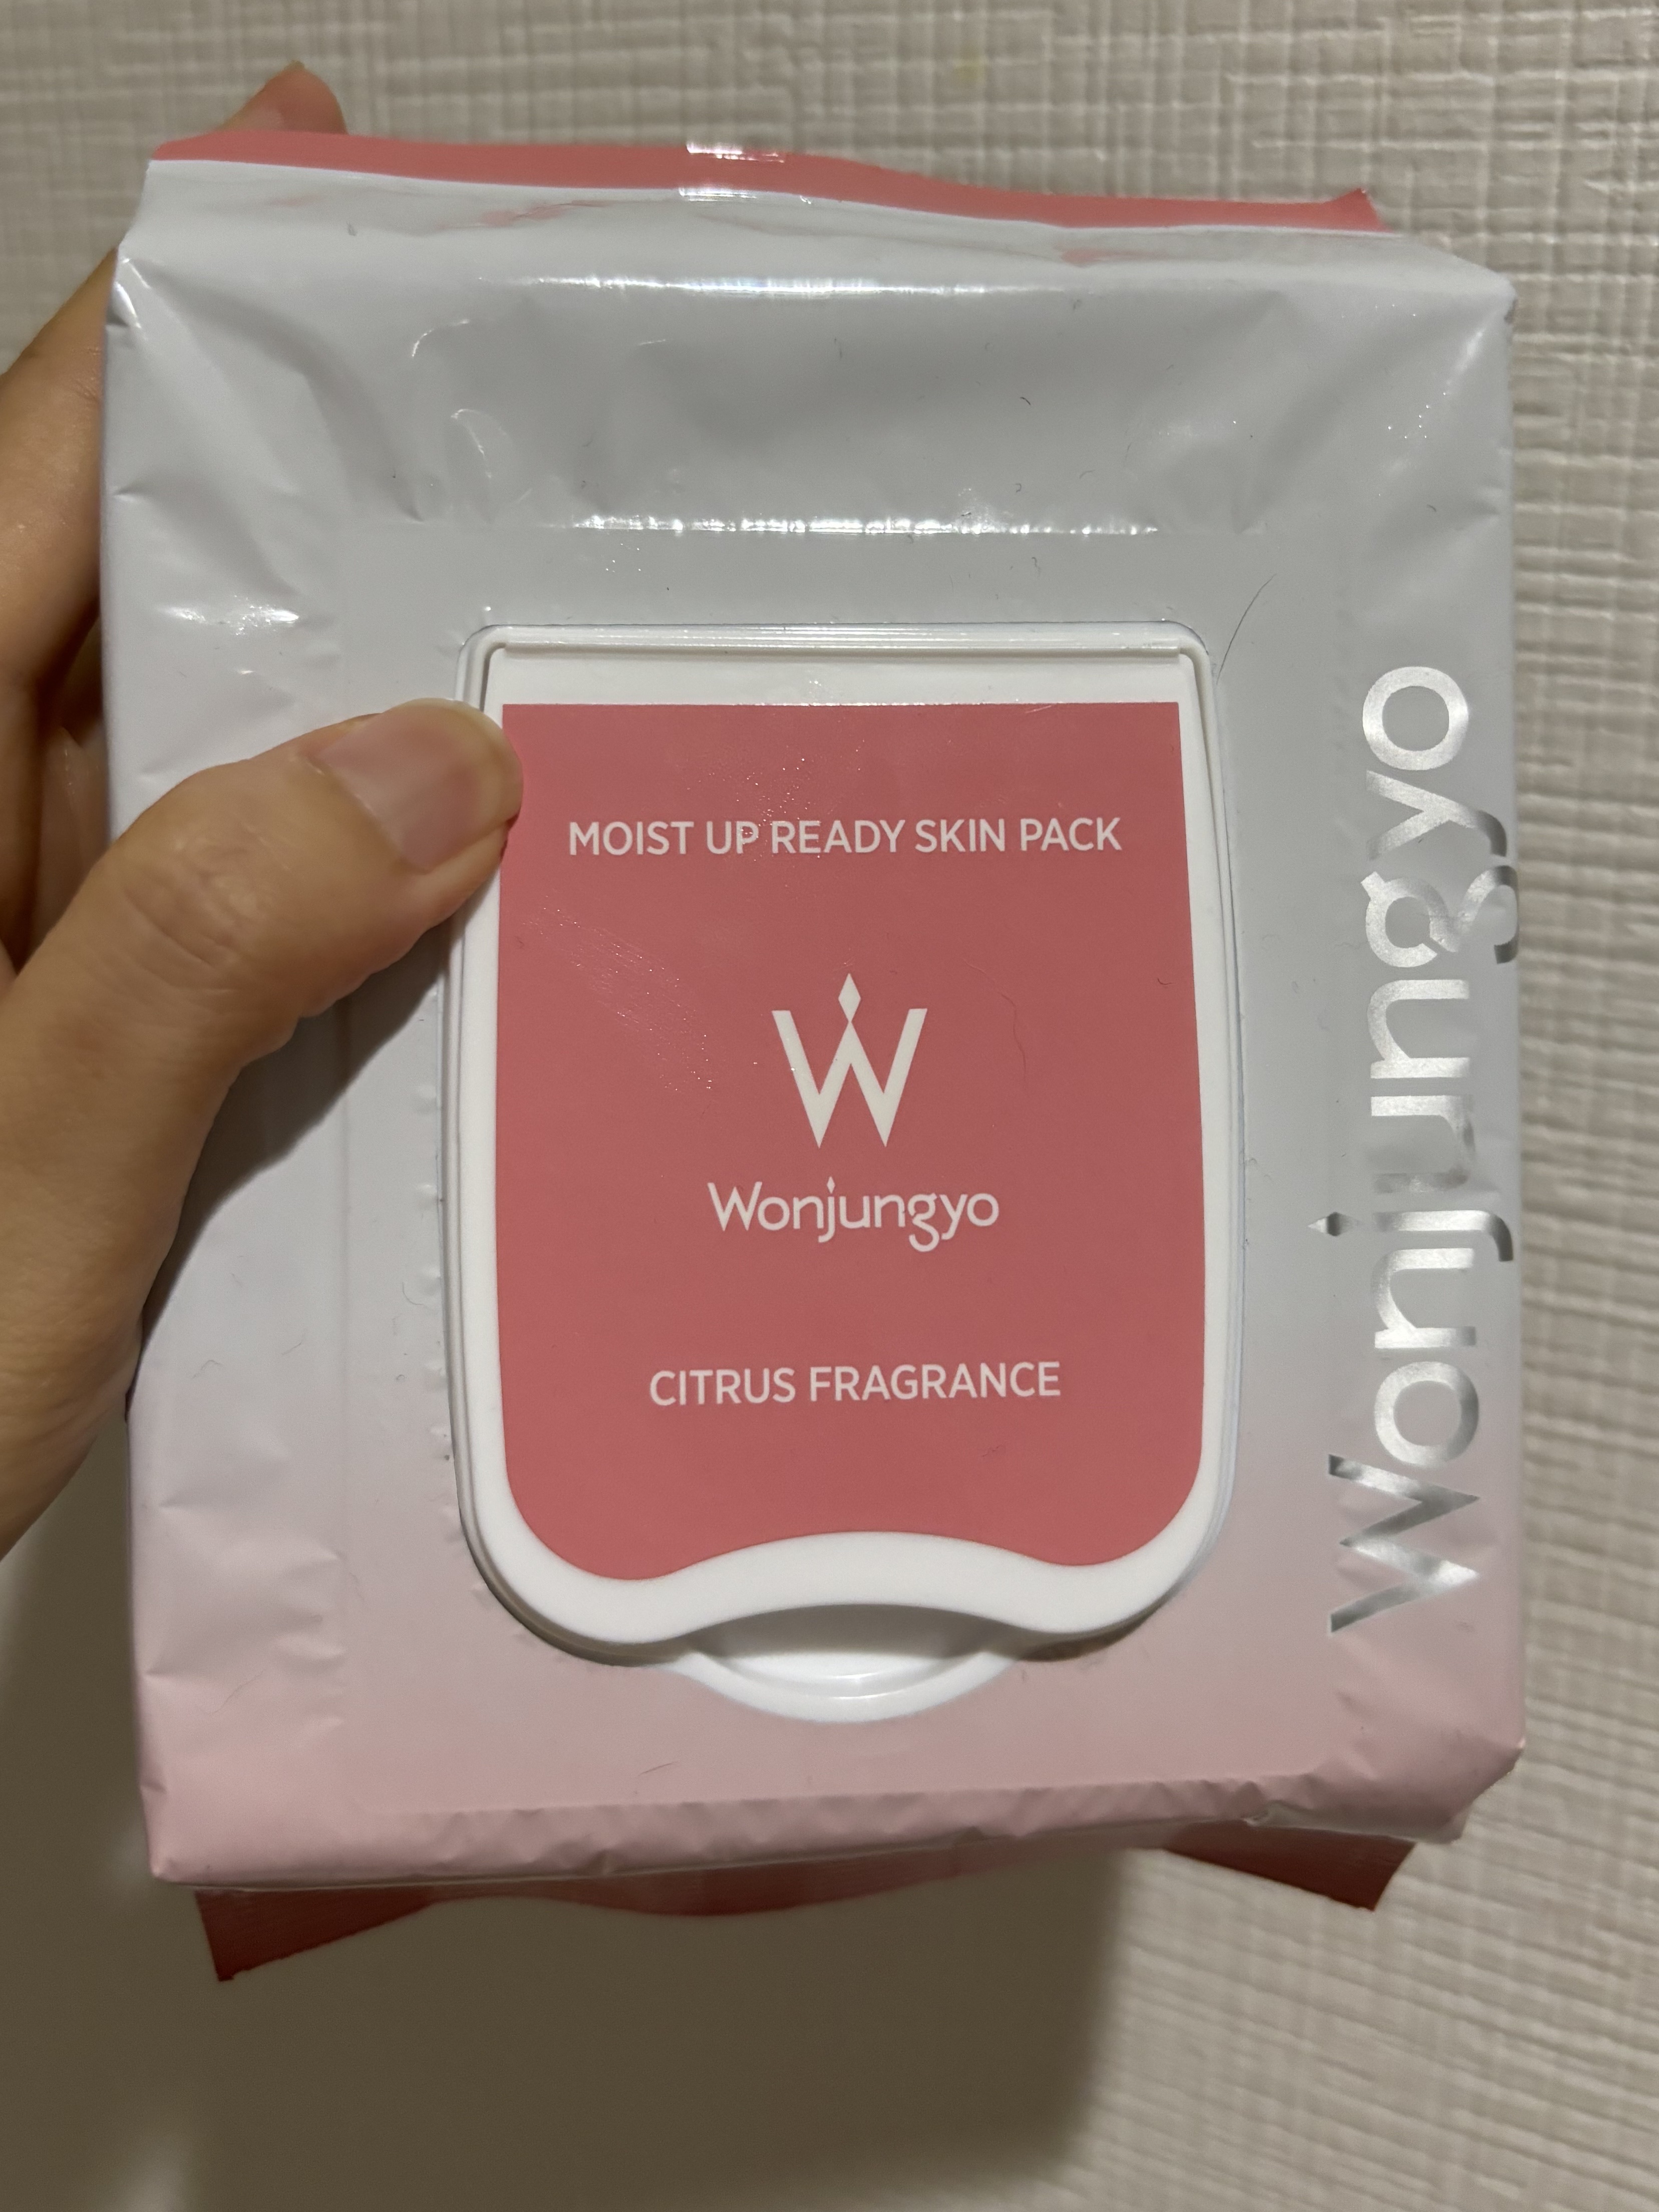 MOIST UP READY SKIN PACK
W
Wonjungyo
CITRUS FRAGRANCE
Wonjungyo